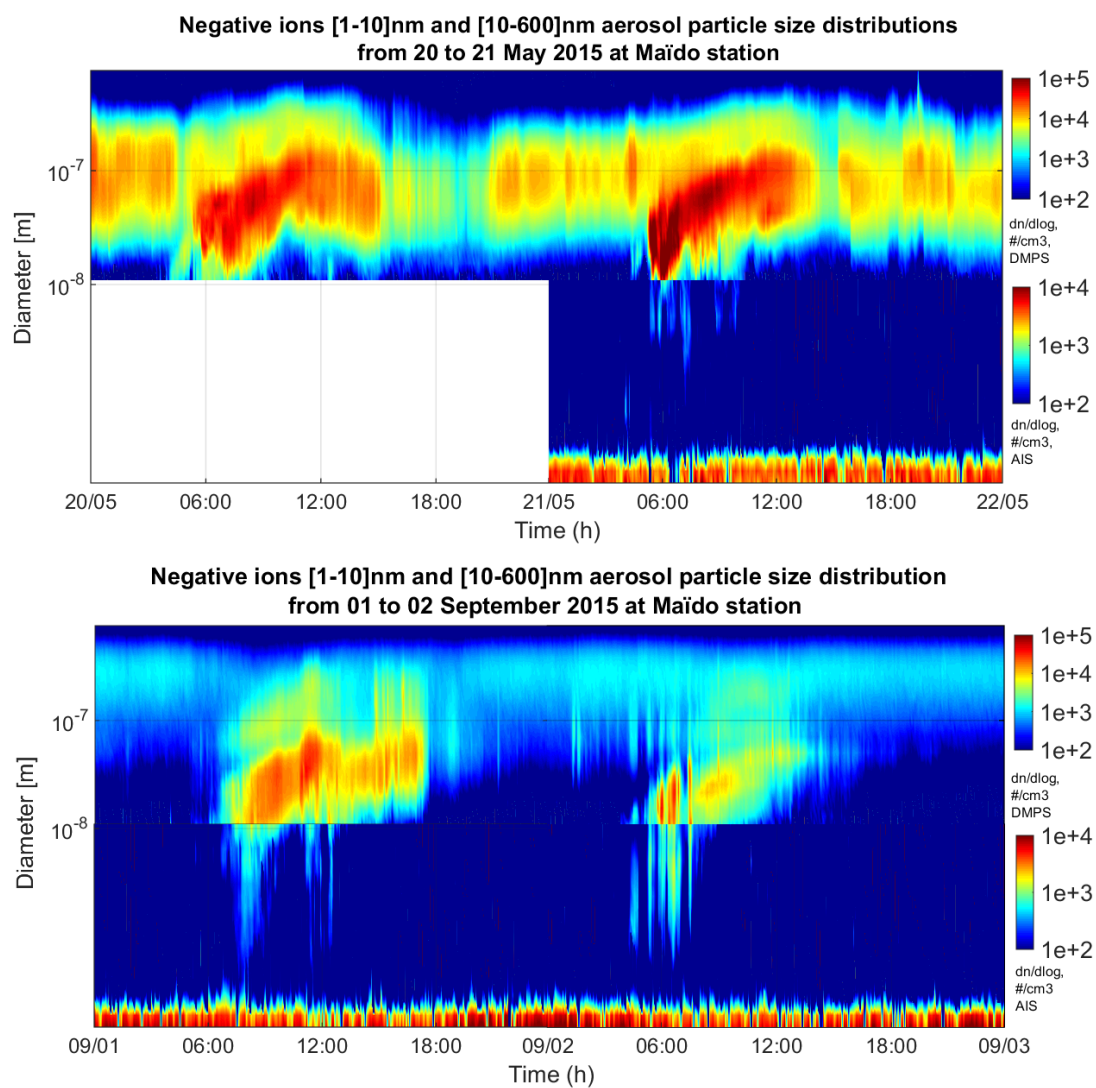 Negative ions [1-10]nm and [10-600]nm aerosol particle size distributions
from 20 to 21 May 2015 at Maïdo station
Diameter [m]
10-7
10-8
20/05 06:00 12:00 18:00 21/05 06:00 12:00 18:00 22/05
Time (h)
1e+5
1e+4
1e+3
1e+2
dn/dlog,
#/cm3,
DMPS
1e+4
1e+3
1e+2
dn/dlog,
#/cm3,
AIS
Negative ions [1-10]nm and [10-600]nm aerosol particle size distribution
from 01 to 02 September 2015 at Maïdo station
Diameter [m]
10-7
10-8
09/01 06:00 12:00 18:00 09/02 06:00 12:00 18:00 09/03
Time (h)
1e+5
1e+4
1e+3
1e+2
dn/dlog,
#/cm3
DMPS
1e+4
1e+3
1e+2
dn/dlog,
#/cm3
AIS